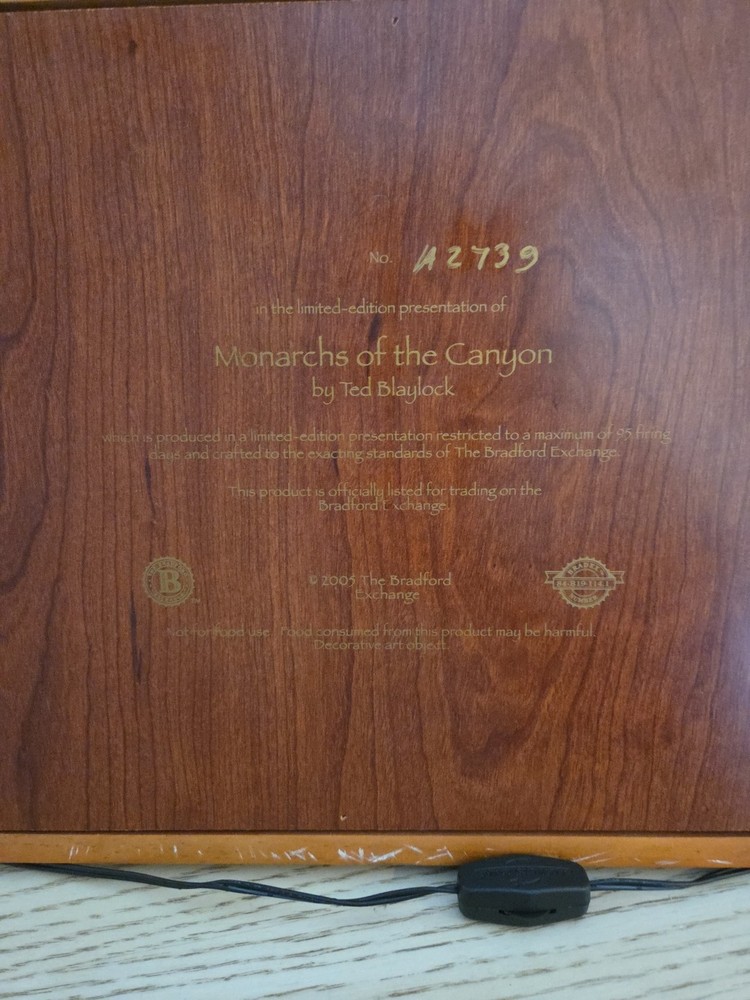 No. A2739
in the limited-edition presentation of
Monarchs of the Canyon
by Ted Blaylock
which is produced in a limited-edition presentation restricted to a maximum of 95 firing
days and crafted to the exacting standards of The Bradford Exchange.
This product is officially listed for trading on the
Bradford Exchange.
B
© 2005 The Bradford
Exchange
BRADEX
NUMBER
Not for food use. Food consumed from this product may be harmful.
Decorative art object.